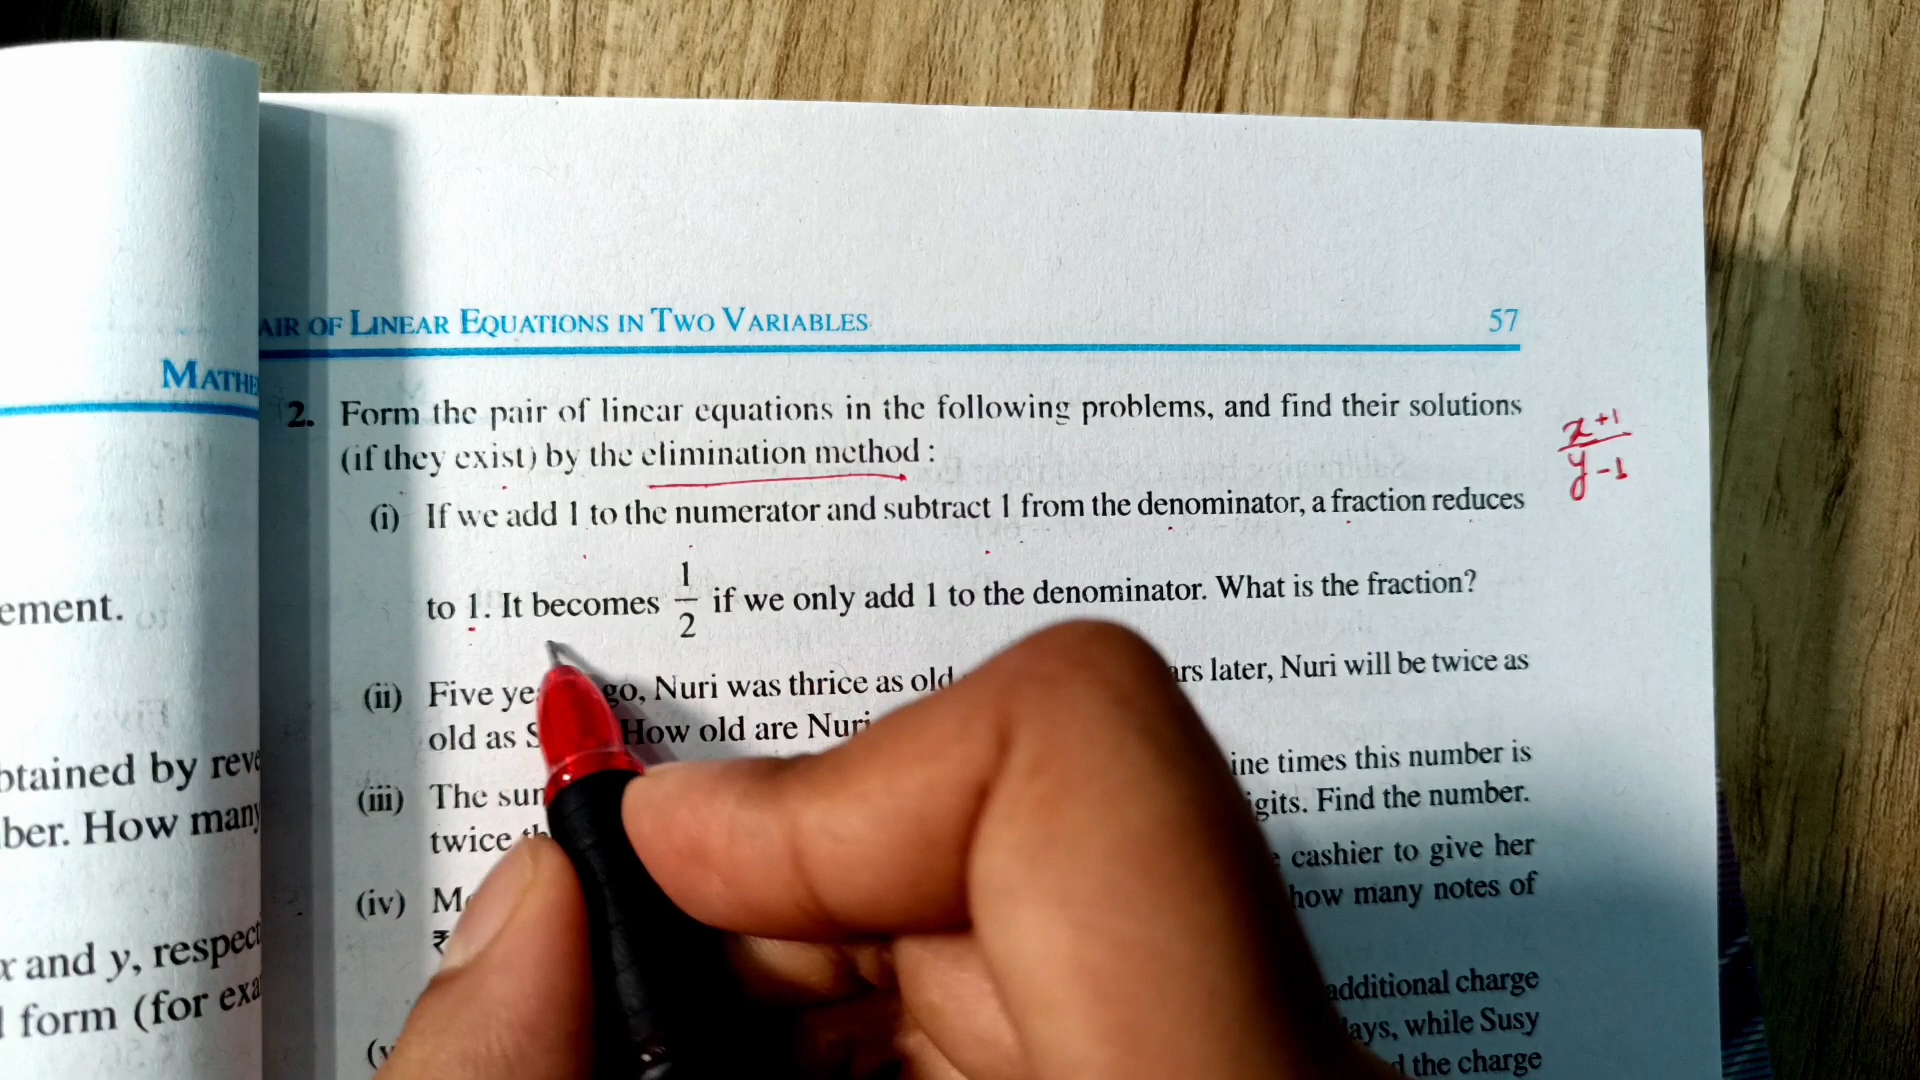 AIR OF LINEAR EQUATIONS IN TWO VARIABLES 57
2. Form the pair of linear equations in the following problems, and find their solutions
(if they exist) by the elimination method :
x+1
y-1
(i) If we add 1 to the numerator and subtract 1 from the denominator, a fraction reduces
to 1. It becomes 1/2 if we only add 1 to the denominator. What is the fraction?
(ii) Five go, Nuri was thrice as old later, Nuri will be twice as
old as How old are Nuri
(iii) The ine times this number is
twice gits. Find the number.
(iv) cashier to give her
₹ how many notes of
additional charge
while Susy
the charge
MATHE
ement.
btained by reve
ber. How many
x and y, respect
form (for exa